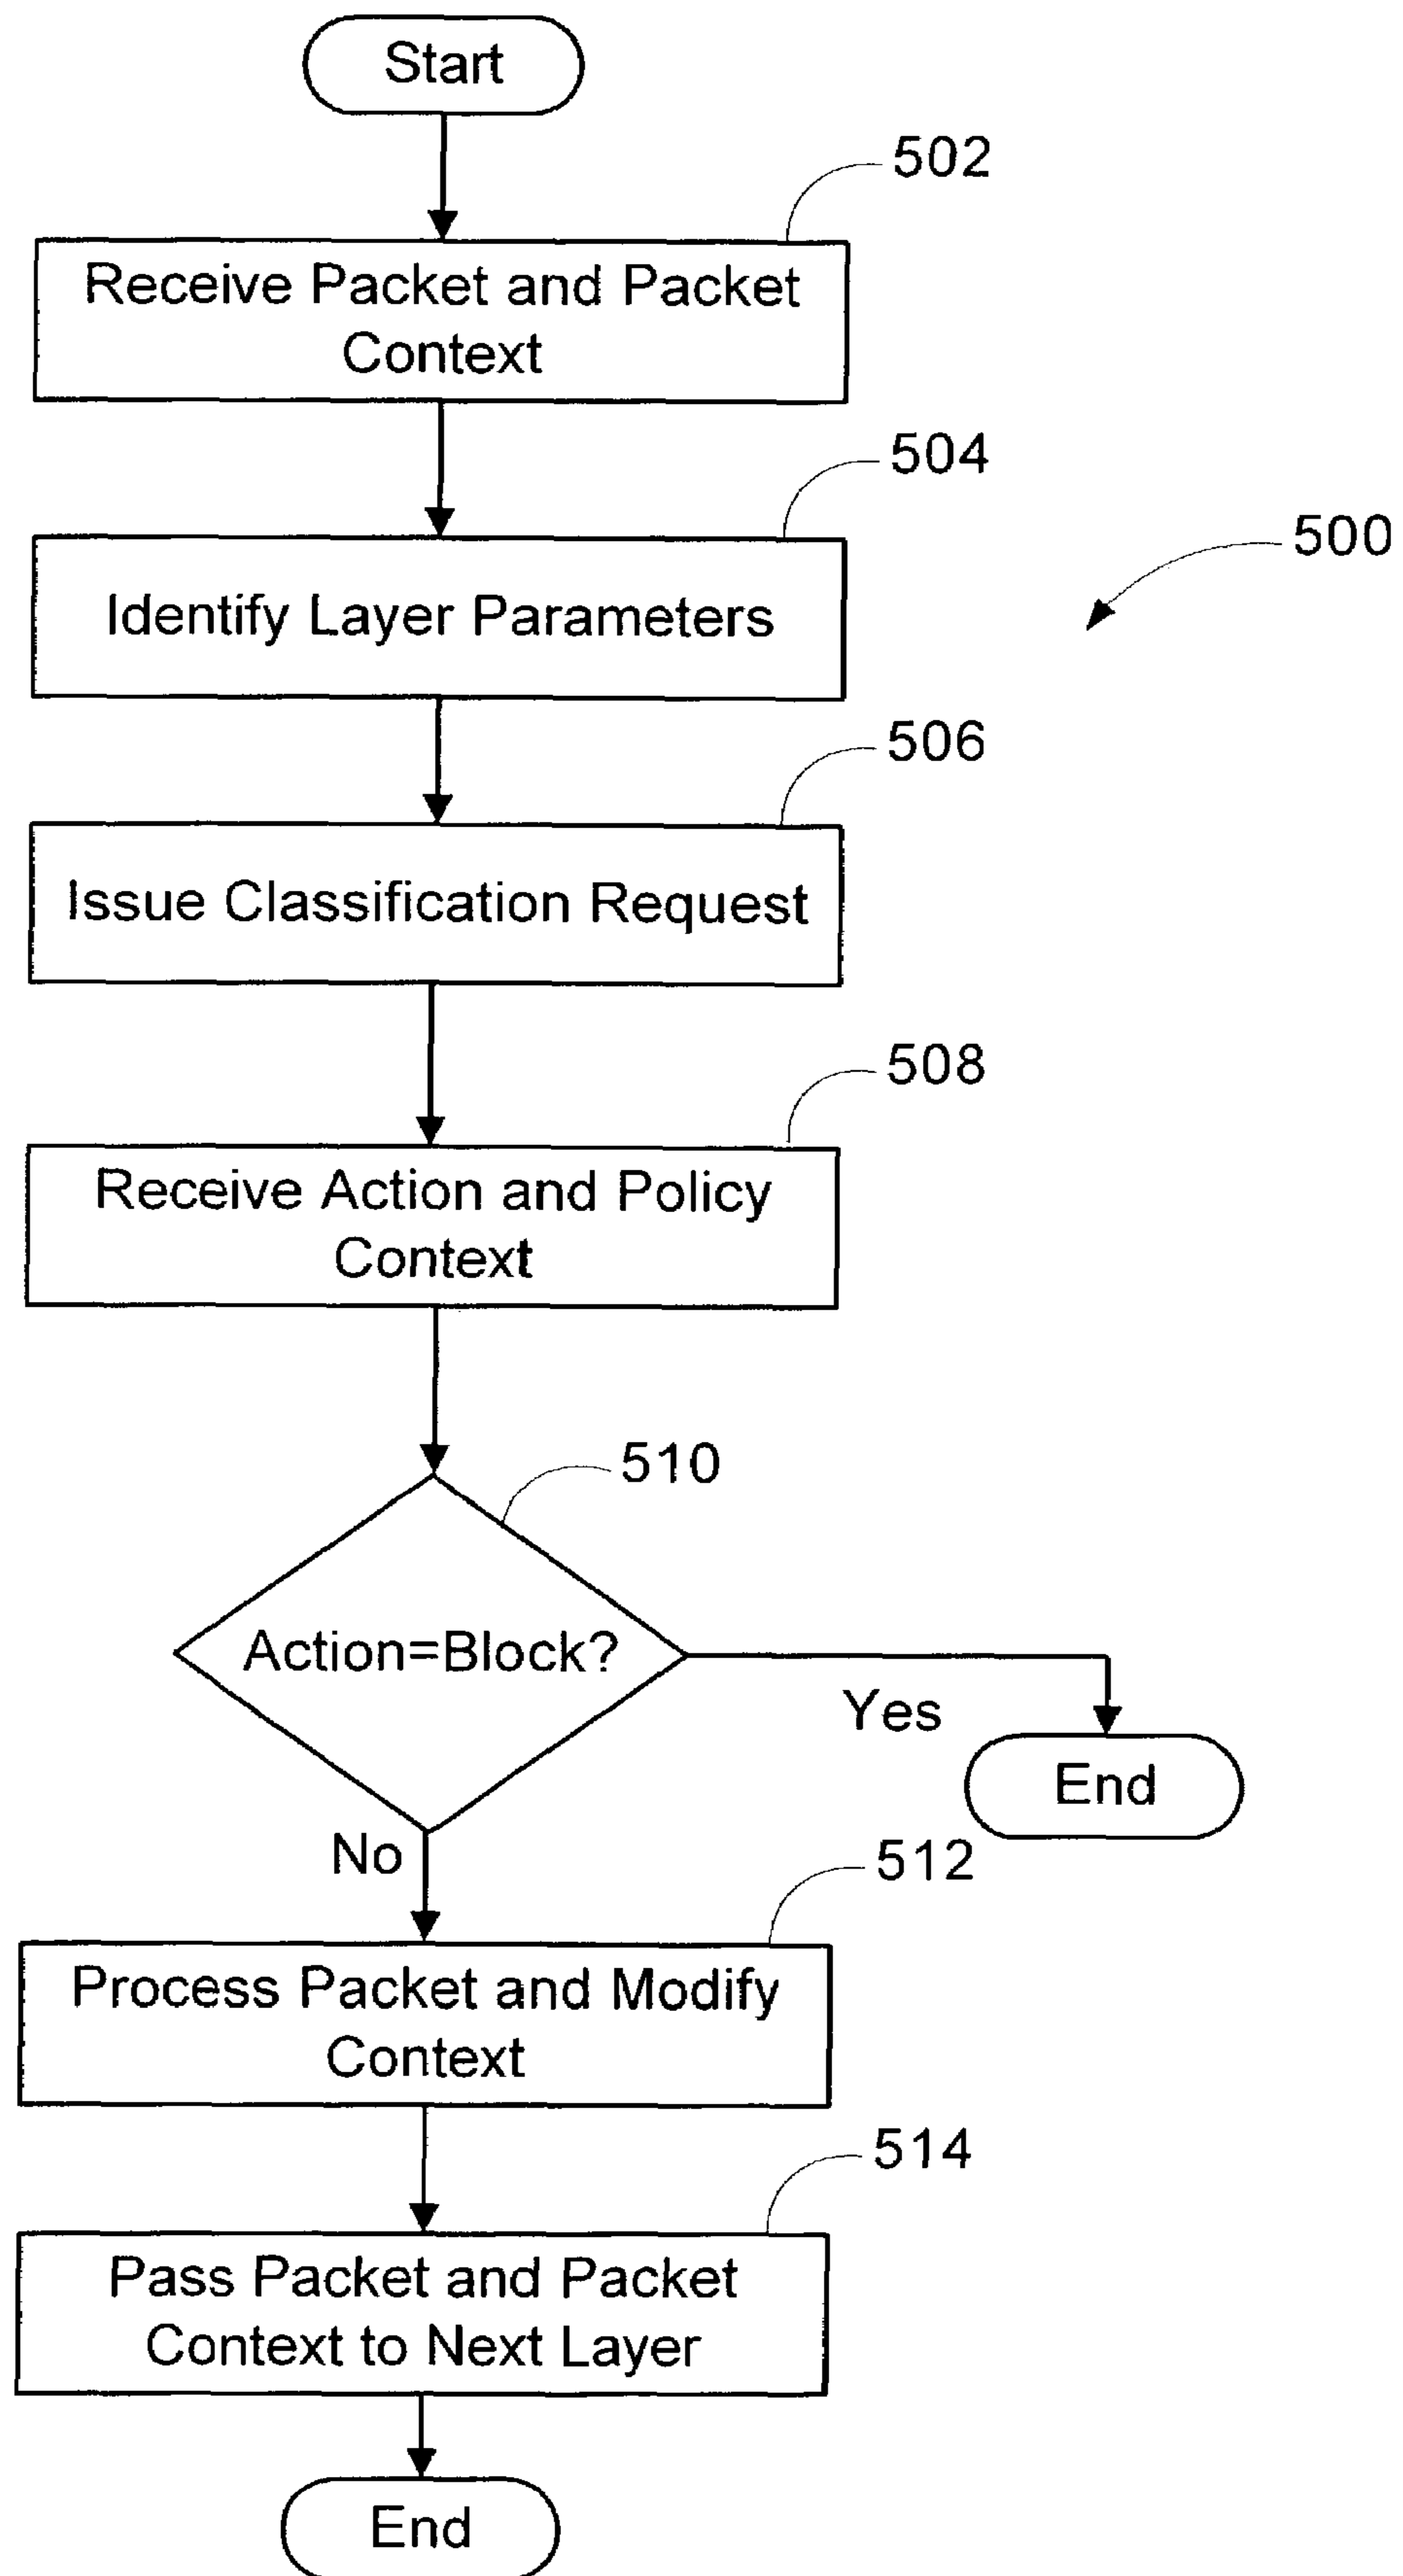 Start
502
Receive Packet and Packet
Context
504
Identify Layer Parameters
500
506
Issue Classification Request
508
Receive Action and Policy
Context
510
Action=Block?
Yes
End
No
512
Process Packet and Modify
Context
514
Pass Packet and Packet
Context to Next Layer
End